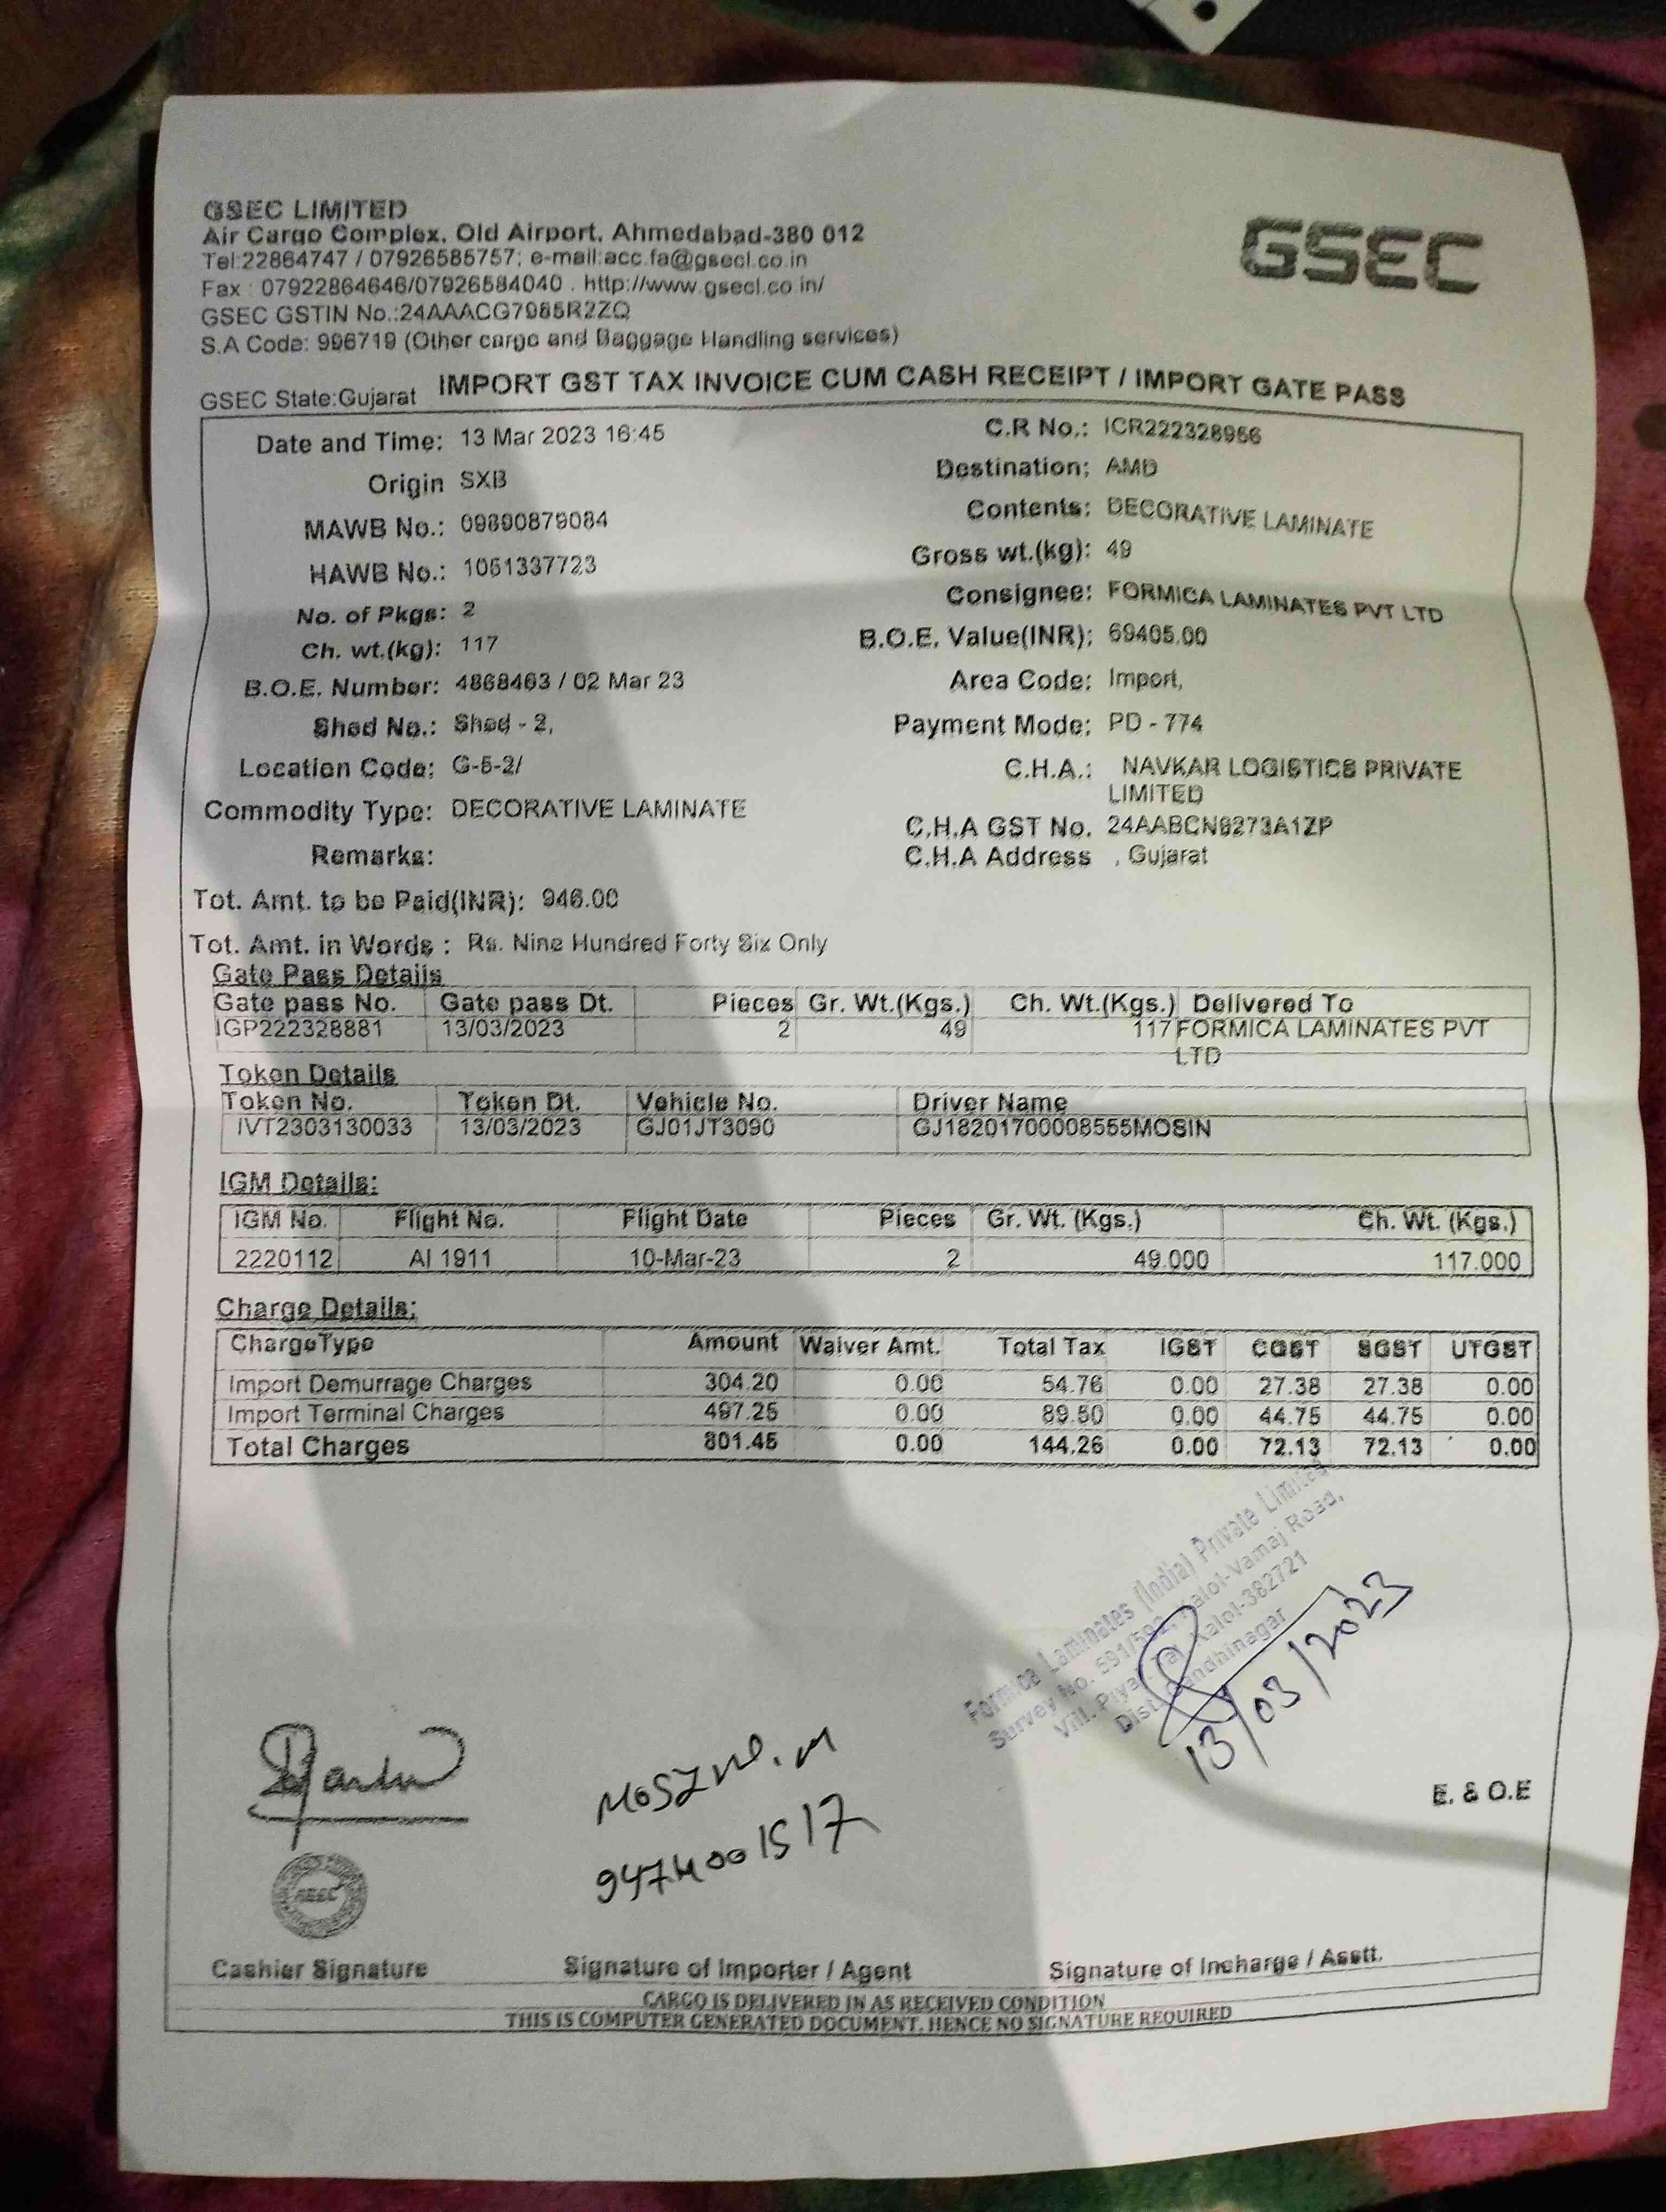 GSEC LIMITED
Air Cargo Complex, Old Airport, Ahmedabad-380 012
Tel:22864747 / 07926585757; e-mail:acc.fa@gsecl.co.in
Fax : 07922864646/07926584040 . http://www.gsecl.co.in/
GSEC GSTIN No.:24AAACG7985R2ZQ
S.A Code: 996719 (Other cargo and Baggage Handling services)
GSEC
GSEC State:Gujarat IMPORT GST TAX INVOICE CUM CASH RECEIPT / IMPORT GATE PASS
Date and Time: 13 Mar 2023 16:45 C.R No.: ICR222328956
Origin SXB Destination: AMD
MAWB No.: 09890879084 Contents: DECORATIVE LAMINATE
HAWB No.: 1061337723 Gross wt.(kg): 49
No. of Pkgs: 2 Consignee: FORMICA LAMINATES PVT LTD
Ch. wt.(kg): 117 B.O.E. Value(INR): 69405.00
B.O.E. Number: 4868463 / 02 Mar 23 Area Code: Import,
Shed No.: Shed - 2, Payment Mode: PD - 774
Location Code: G-5-2/ C.H.A.: NAVKAR LOGISTICS PRIVATE
LIMITED
Commodity Type: DECORATIVE LAMINATE C.H.A GST No. 24AABCN9273A1ZP
Remarks: C.H.A Address , Gujarat
Tot. Amt. to be Paid(INR): 946.00
Tot. Amt. in Words : Rs. Nine Hundred Forty Six Only
Gate Pass Details
Gate pass No. Gate pass Dt. Pieces Gr. Wt.(Kgs.) Ch. Wt.(Kgs.) Delivered To
IGP222328881 13/03/2023 2 49 117 FORMICA LAMINATES PVT
LTD
Token Details
Token No. Token Dt. Vehicle No. Driver Name
IVT2303130033 13/03/2023 GJ01JT3090 GJ18201700008555MOSIN
IGM Details:
IGM No. Flight No. Flight Date Pieces Gr. Wt. (Kgs.) Ch. Wt. (Kgs.)
2220112 AI 1911 10-Mar-23 2 49.000 117.000
Charge Details:
ChargeType Amount Waiver Amt. Total Tax IGST CGST SGST UTGST
Import Demurrage Charges 304.20 0.00 54.76 0.00 27.38 27.38 0.00
Import Terminal Charges 497.25 0.00 89.50 0.00 44.75 44.75 0.00
Total Charges 801.45 0.00 144.26 0.00 72.13 72.13 0.00
Formica Laminates (India) Private Limited
Survey No. 591/592, Kalol-Vamaj Road,
Vill. Tal. Kalol-382721
Dist. Gandhinagar
13/03/2023
9474001517
E. & O.E
GSEC
Cashier Signature Signature of Importer / Agent Signature of Incharge / Asstt.
CARGO IS DELIVERED IN AS RECEIVED CONDITION
THIS IS COMPUTER GENERATED DOCUMENT. HENCE NO SIGNATURE REQUIRED